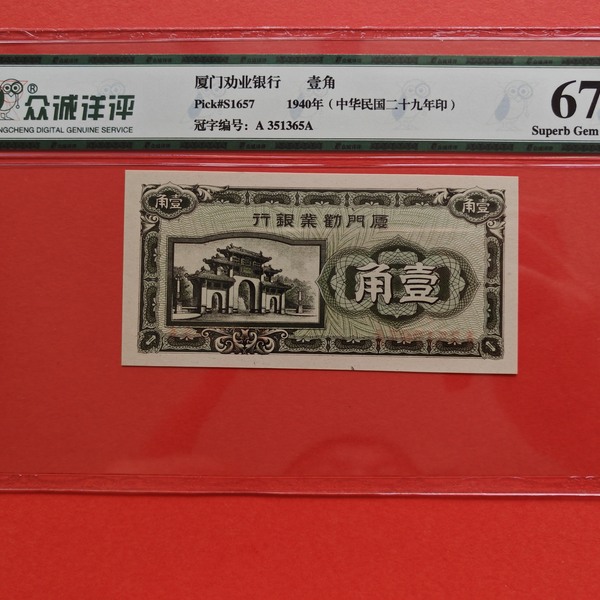 厦门劝业银行 壹角
Pick#S1657 1940年（中华民国二十九年印）
冠字编号： A 351365A
众诚洋评®
NGCHENG DIGITAL GENUINE SERVICE
67
Superb Gem
角壹
角壹
行銀業勸門厦
角壹